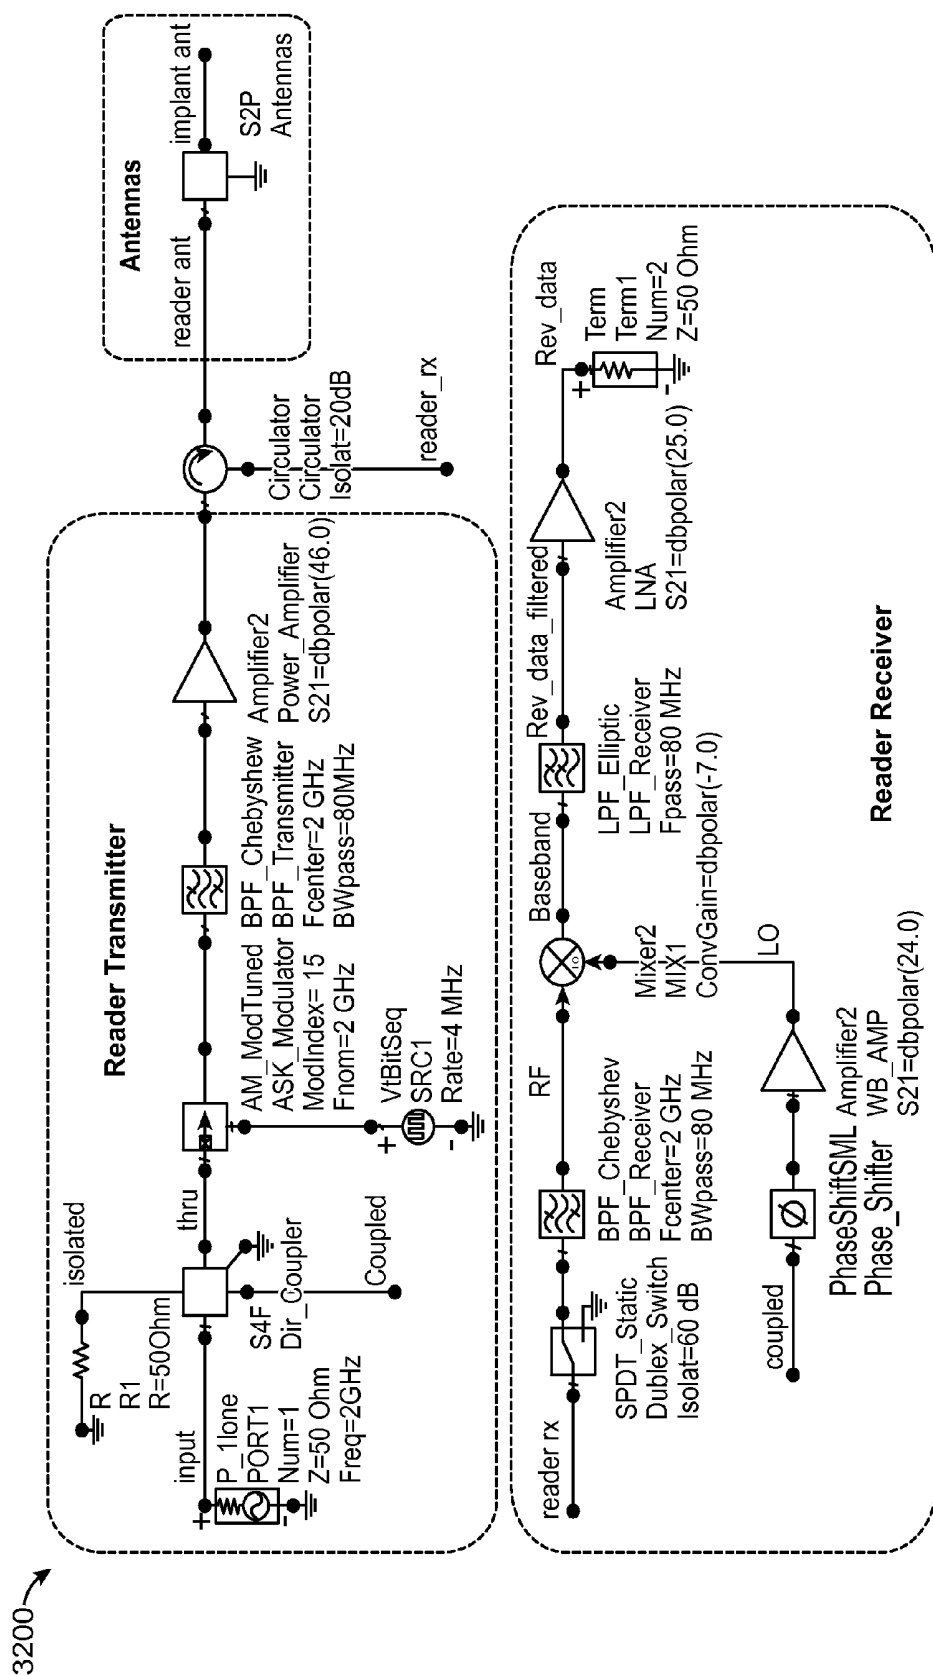 3200
Reader Transmitter
isolated
R
R1
R=50Ohm
input
P_1Ione
PORT1
Num=1
Z=50 Ohm
Freq=2GHz
+
-
thru
S4F
Dir_Coupler
Coupled
AM_ModTuned
ASK_Modulator
ModIndex= 15
Fnom=2 GHz
+
-
VtBitSeq
SRC1
Rate=4 MHz
BPF_Chebyshew
BPF_Transmitter
Fcenter=2 GHz
BWpass=80MHz
Amplifier2
Power_Amplifier
S21=dbpolar(46.0)
Circulator
Circulator
Isolat=20dB
reader_rx
Antennas
reader ant
implant ant
S2P
Antennas
reader rx
SPDT_Static
Dublex_Switch
Isolat=60 dB
BPF_Chebyshev
BPF_Receiver
Fcenter=2 GHz
BWpass=80 MHz
RF
Mixer2
MIX1
ConvGain=dbpolar(-7.0)
LO
Baseband
LPF_Elliptic
LPF_Receiver
Fpass=80 MHz
Rev_data_filtered
Amplifier2
LNA
S21=dbpolar(25.0)
Rev_data
+
-
Term
Term1
Num=2
Z=50 Ohm
coupled
Ø
PhaseShiftSML
Phase_Shifter
Amplifier2
WB_AMP
S21=dbpolar(24.0)
Reader Receiver